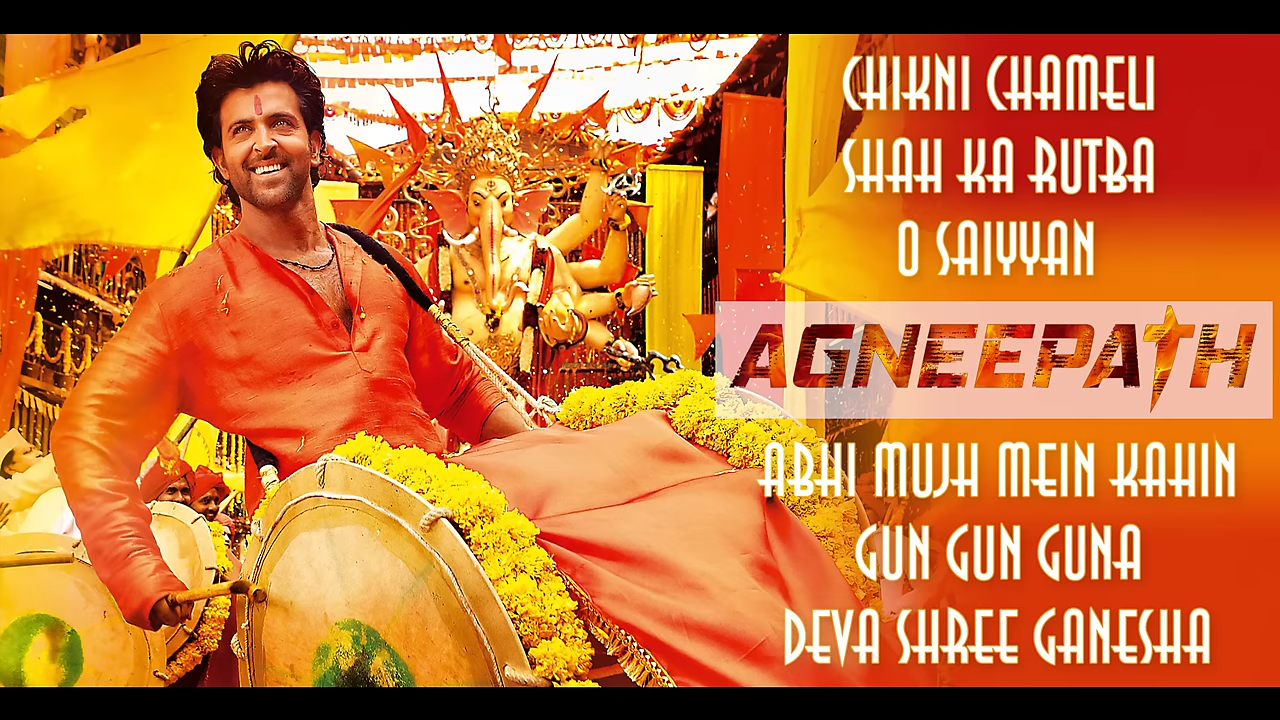 CHIKNI CHAMELI
SHAH KA RUTBA
O SAIYYAN
AGNEEPATH
ABHI MUJH MEIN KAHIN
GUN GUN GUNA
DEVA SHREE GANESHA